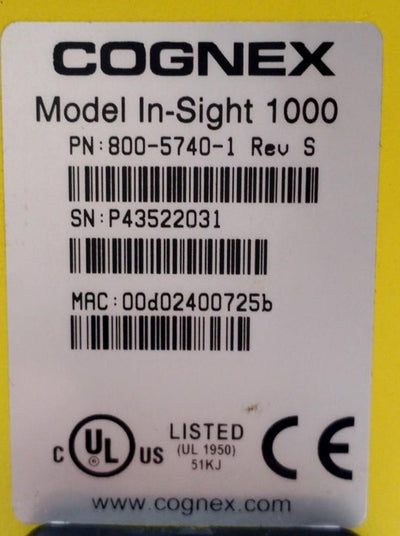 COGNEX
Model In-Sight 1000
PN:800-5740-1 Rev S
SN:P43522031
MAC:00d02400725b
C UL US LISTED
(UL 1950)
51KJ
CE
www.cognex.com